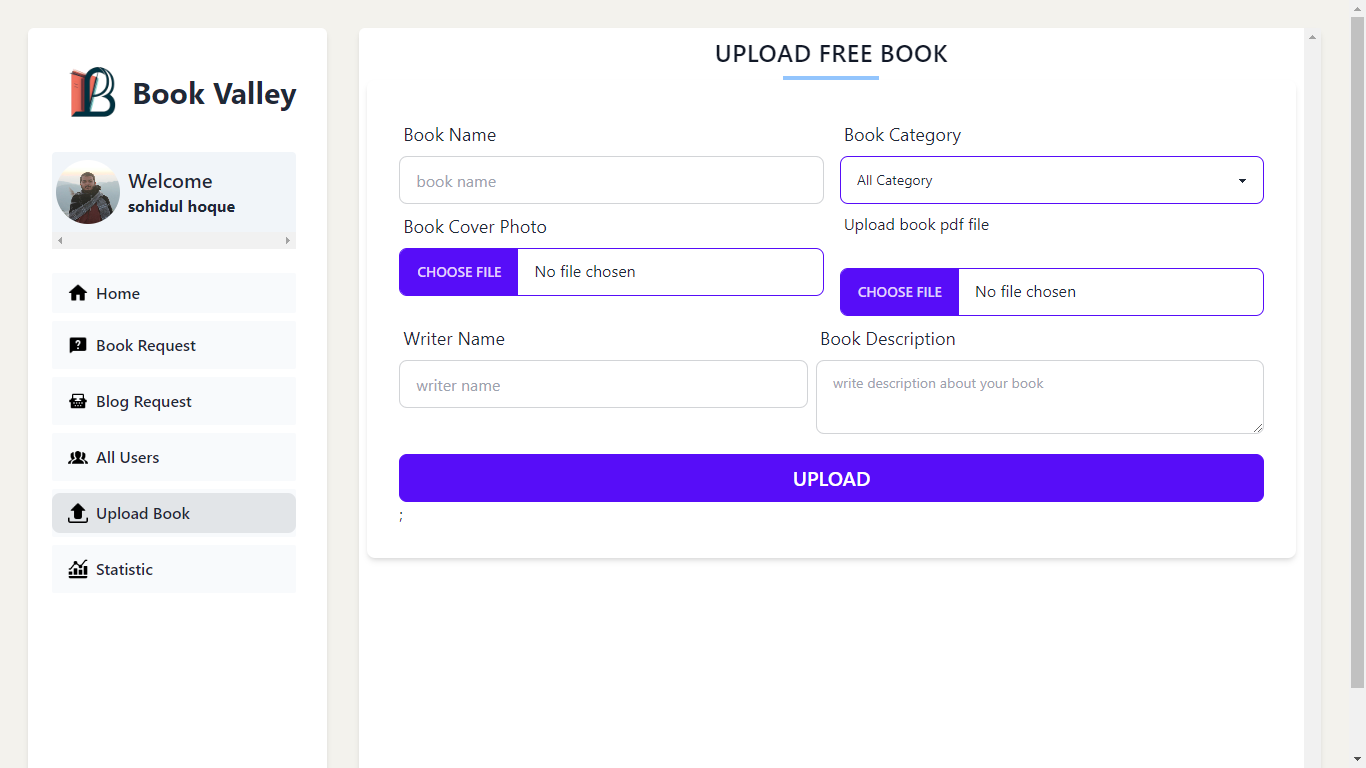 Book Valley
Welcome
sohidul hoque
Home
Book Request
Blog Request
All Users
Upload Book
Statistic
UPLOAD FREE BOOK
Book Name
Book Category
book name
All Category
Book Cover Photo
Upload book pdf file
CHOOSE FILE No file chosen
CHOOSE FILE No file chosen
Writer Name
Book Description
writer name
write description about your book
UPLOAD
;